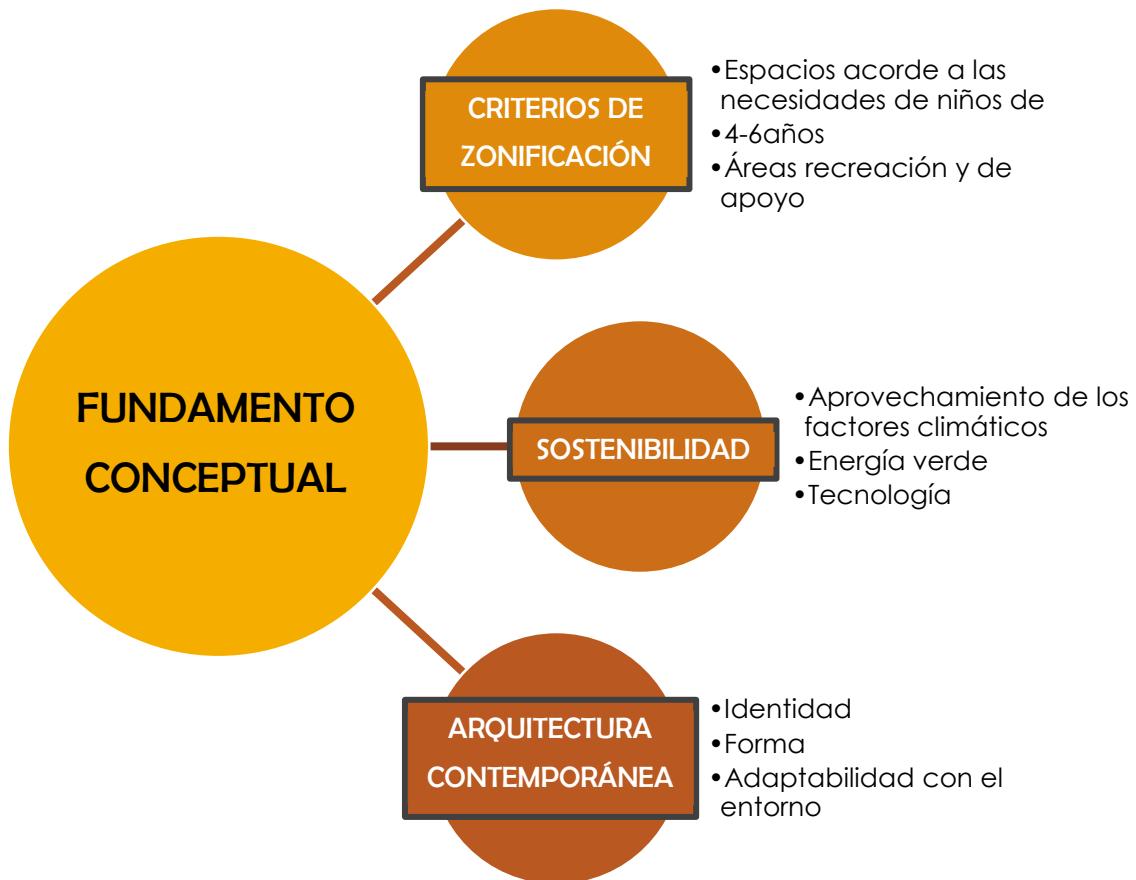 FUNDAMENTO
CONCEPTUAL
CRITERIOS DE
ZONIFICACIÓN
•Espacios acorde a las
necesidades de niños de
•4-6años
•Áreas recreación y de
apoyo
SOSTENIBILIDAD
•Aprovechamiento de los
factores climáticos
•Energía verde
•Tecnología
ARQUITECTURA
CONTEMPORÁNEA
•Identidad
•Forma
•Adaptabilidad con el
entorno